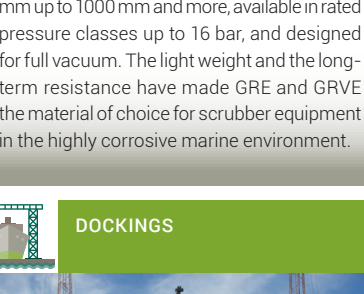 mm up to 1000 mm and more, available in rated
pressure classes up to 16 bar, and designed
for full vacuum. The light weight and the long-
term resistance have made GRE and GRVE
the material of choice for scrubber equipment
in the highly corrosive marine environment.
DOCKINGS